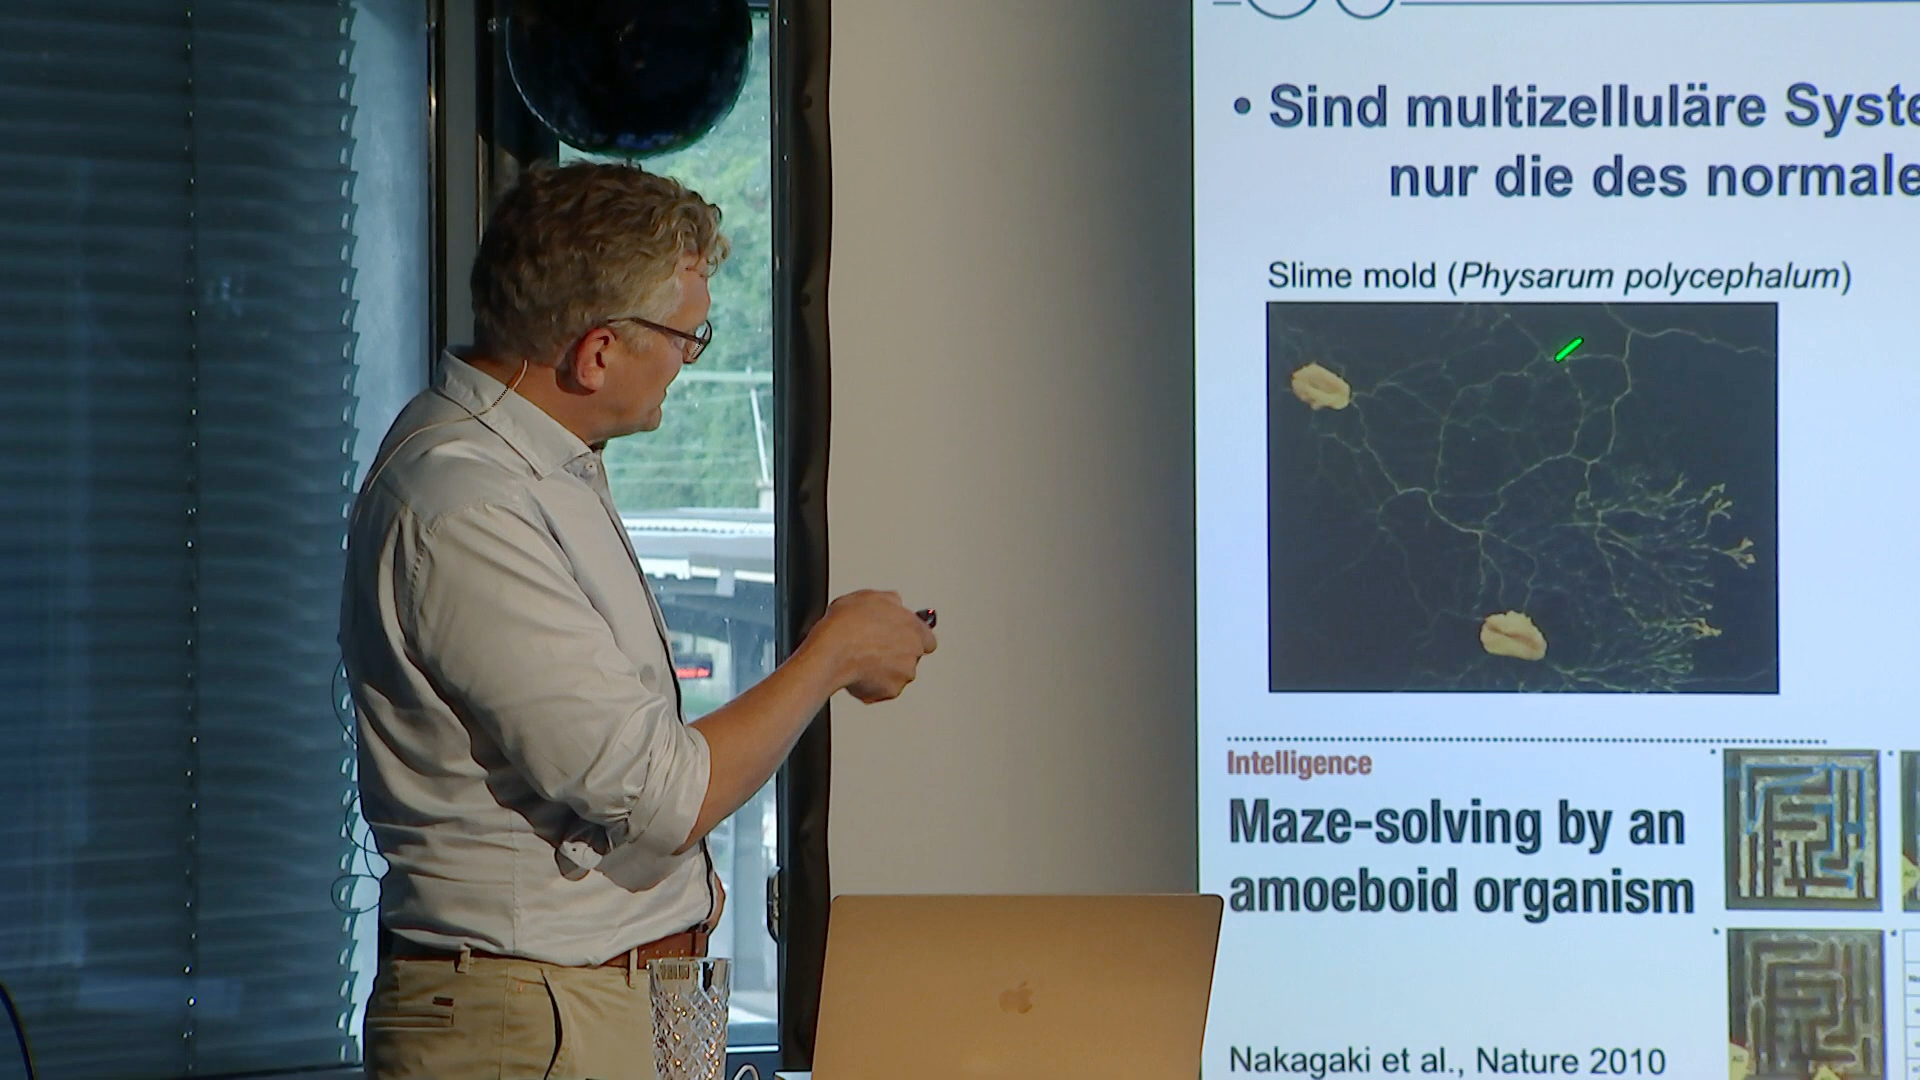 • Sind multizelluläre Syste
nur die des normale
Slime mold (Physarum polycephalum)
Intelligence
Maze-solving by an
amoeboid organism
Nakagaki et al., Nature 2010